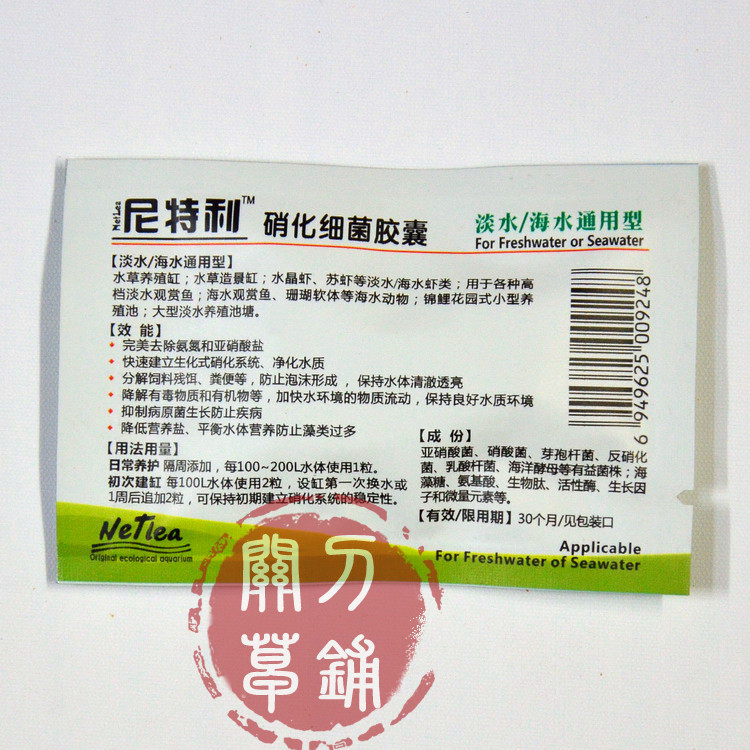 NetLea 尼特利™ 硝化细菌胶囊
淡水/海水通用型
For Freshwater or Seawater
【淡水/海水通用型】
水草养殖缸；水草造景缸；水晶虾、苏虾等淡水/海水虾类；用于各种高
档淡水观赏鱼；海水观赏鱼、珊瑚软体等海水动物；锦鲤花园式小型养
殖池；大型淡水养殖池塘。
【效 能】
• 完美去除氨氮和亚硝酸盐
• 快速建立生化式硝化系统、净化水质
• 分解饲料残饵、粪便等，防止泡沫形成 ，保持水体清澈透亮
• 降解有毒物质和有机物等，加快水环境的物质流动，保持良好水质环境
• 抑制病原菌生长防止疾病
• 降低营养盐、平衡水体营养防止藻类过多
【用法用量】
日常养护 隔周添加，每100~200L水体使用1粒。
初次建缸 每100L水体使用2粒，设缸第一次换水或
1周后追加2粒，可保持初期建立硝化系统的稳定性。
【成 份】
亚硝酸菌、硝酸菌、芽孢杆菌、反硝化
菌、乳酸杆菌、海洋酵母等有益菌株；海
藻糖、氨基酸、生物肽、活性酶、生长因
子和微量元素等。
【有效/限用期】30个月/见包装口
6 949625 009248
NetLea
Original ecological aquarium
Applicable
For Freshwater of Seawater
關刀
草鋪